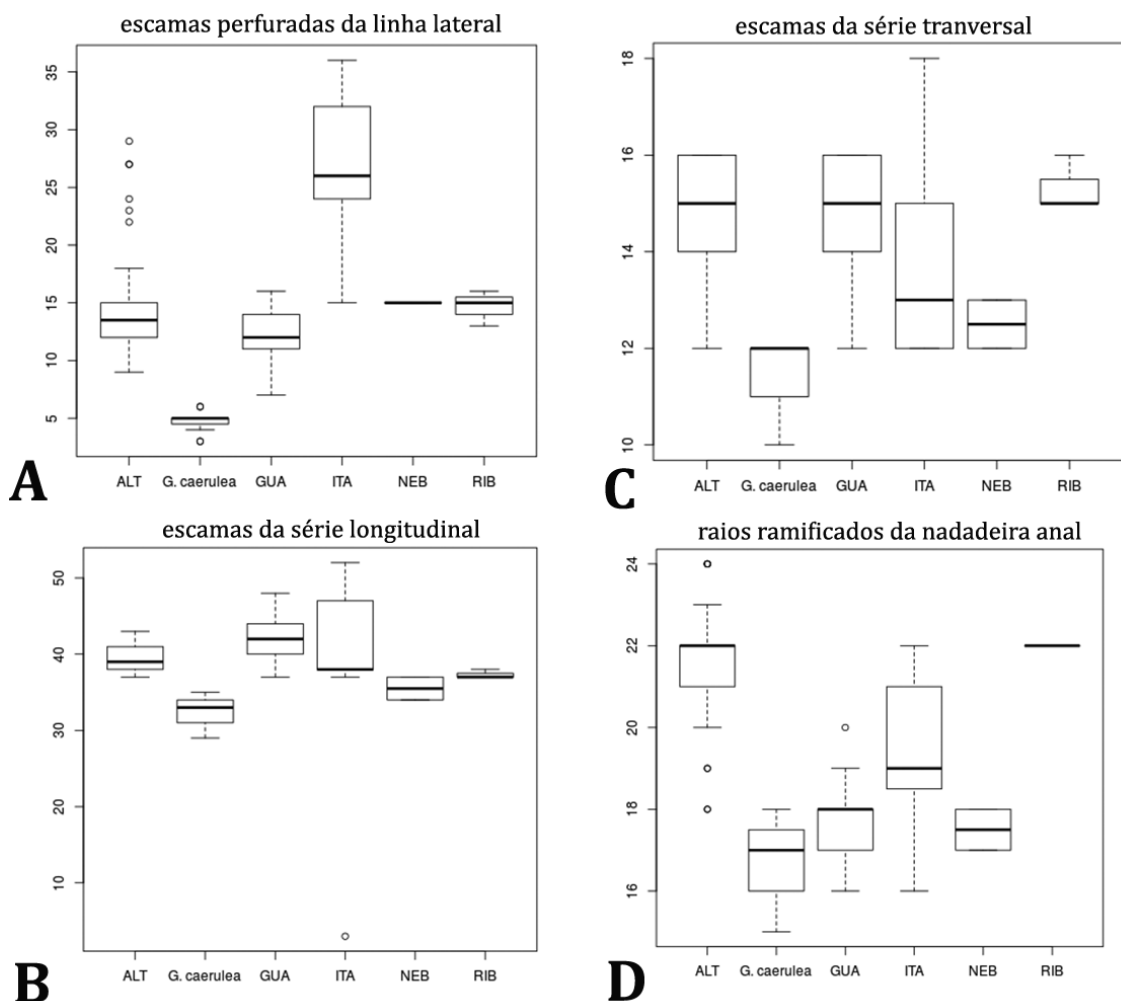 escamas perfuradas da linha lateral
35
30
25
20
15
10
5
ALT G. caerulea GUA ITA NEB RIB
A
escamas da série tranversal
18
16
14
12
10
ALT G. caerulea GUA ITA NEB RIB
C
escamas da série longitudinal
50
40
30
20
10
ALT G. caerulea GUA ITA NEB RIB
B
raios ramificados da nadadeira anal
24
22
20
18
16
ALT G. caerulea GUA ITA NEB RIB
D